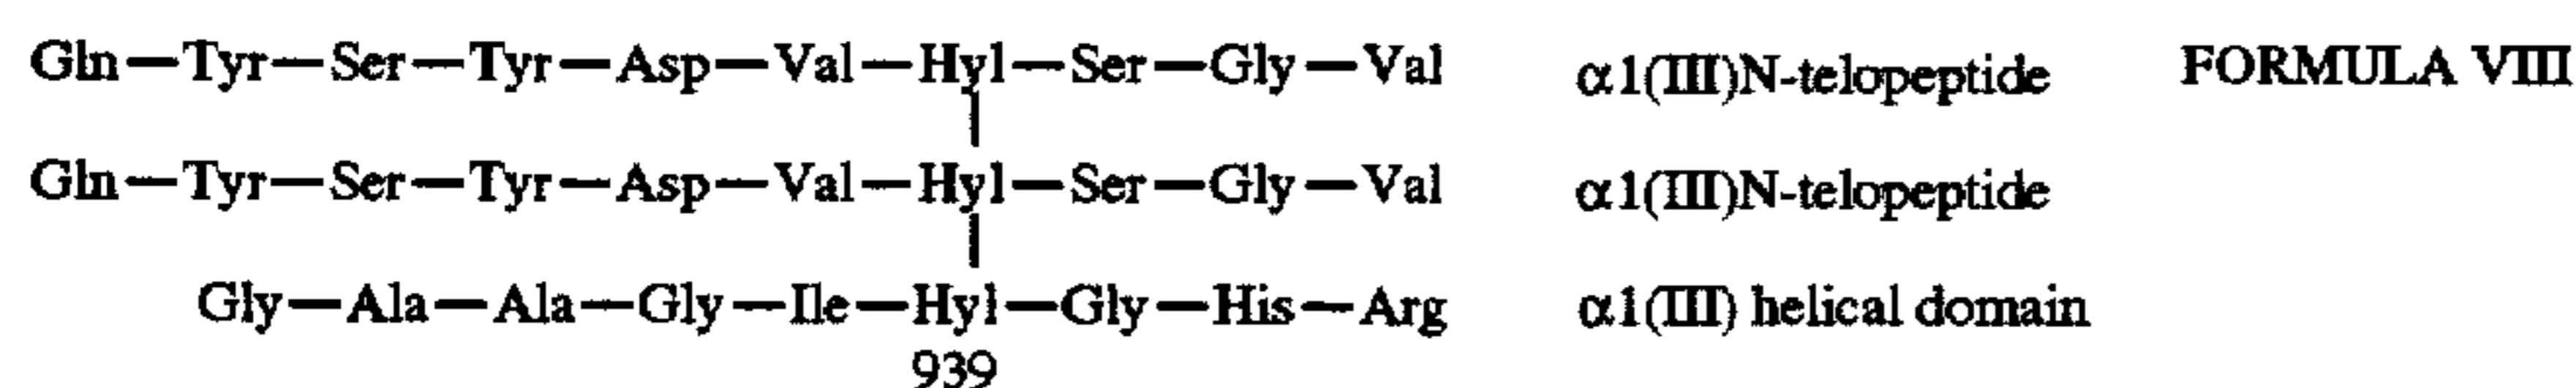 Gln—Tyr—Ser—Tyr—Asp—Val—Hyl—Ser—Gly—Val α1(III)N-telopeptide FORMULA VIII
Gln—Tyr—Ser—Tyr—Asp—Val—Hyl—Ser—Gly—Val α1(III)N-telopeptide
Gly—Ala—Ala—Gly—Ile—Hyl—Gly—His—Arg α1(III) helical domain
939